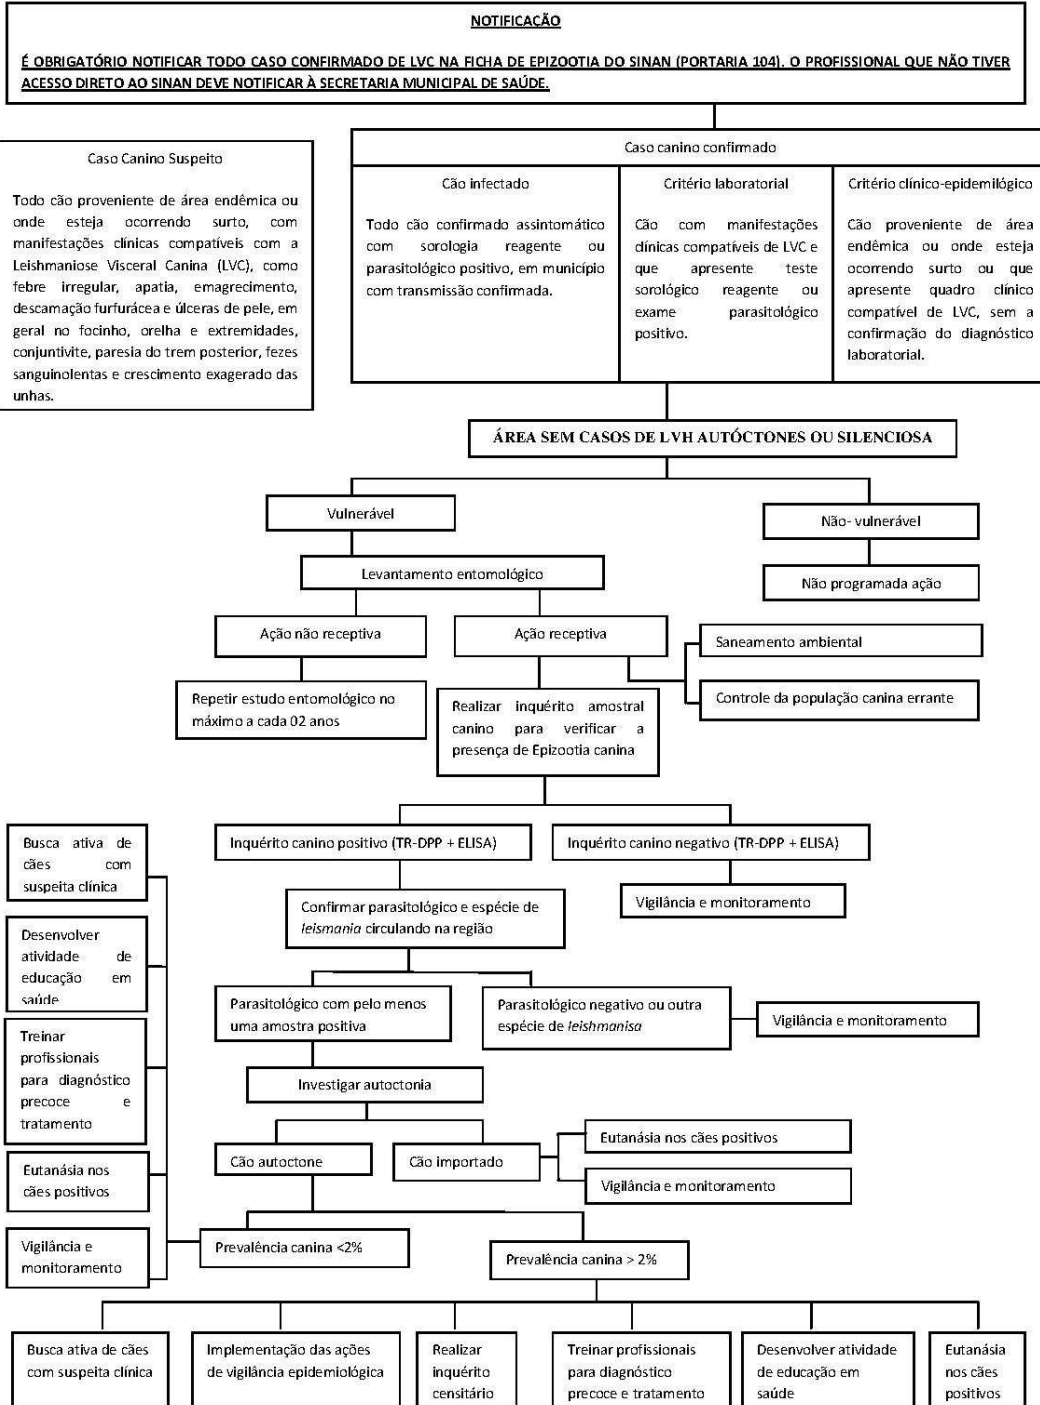 NOTIFICAÇÃO
É OBRIGATÓRIO NOTIFICAR TODO CASO CONFIRMADO DE LVC NA FICHA DE EPIZOOTIA DO SINAN (PORTARIA 104). O PROFISSIONAL QUE NÃO TIVER
ACESSO DIRETO AO SINAN DEVE NOTIFICAR À SECRETARIA MUNICIPAL DE SAÚDE.
Caso Canino Suspeito
Todo cão proveniente de área endêmica ou
onde esteja ocorrendo surto, com
manifestações clínicas compatíveis com a
Leishmaniose Visceral Canina (LVC), como
febre irregular, apatia, emagrecimento,
descamação furfurácea e úlceras de pele, em
geral no focinho, orelha e extremidades,
conjuntivite, paresia do trem posterior, fezes
sanguinolentas e crescimento exagerado das
unhas.
Caso canino confirmado
Cão infectado
Todo cão confirmado assintomático
com sorologia reagente ou
parasitológico positivo, em município
com transmissão confirmada.
Critério laboratorial
Cão com manifestações
clínicas compatíveis de LVC e
que apresente teste
sorológico reagente ou
exame parasitológico
positivo.
Critério clínico-epidemilógico
Cão proveniente de área
endêmica ou onde esteja
ocorrendo surto ou que
apresente quadro clínico
compatível de LVC, sem a
confirmação do diagnóstico
laboratorial.
ÁREA SEM CASOS DE LVH AUTÓCTONES OU SILENCIOSA
Vulnerável
Não- vulnerável
Levantamento entomológico
Não programada ação
Ação não receptiva
Ação receptiva
Saneamento ambiental
Controle da população canina errante
Repetir estudo entomológico no
máximo a cada 02 anos
Realizar inquérito amostral
canino para verificar a
presença de Epizootia canina
Inquérito canino positivo (TR-DPP + ELISA)
Inquérito canino negativo (TR-DPP + ELISA)
Confirmar parasitológico e espécie de
leismania circulando na região
Vigilância e monitoramento
Parasitológico com pelo menos
uma amostra positiva
Parasitológico negativo ou outra
espécie de leishmanisa
Vigilância e monitoramento
Investigar autoctonia
Cão autoctone
Cão importado
Eutanásia nos cães positivos
Vigilância e monitoramento
Prevalência canina <2%
Prevalência canina > 2%
Busca ativa de
cães com
suspeita clínica
Desenvolver
atividade de
educação em
saúde
Treinar
profissionais
para diagnóstico
precoce e
tratamento
Eutanásia nos
cães positivos
Vigilância e
monitoramento
Busca ativa de cães
com suspeita clínica
Implementação das ações
de vigilância epidemiológica
Realizar
inquérito
censitário
Treinar profissionais
para diagnóstico
precoce e tratamento
Desenvolver atividade
de educação em
saúde
Eutanásia
nos cães
positivos